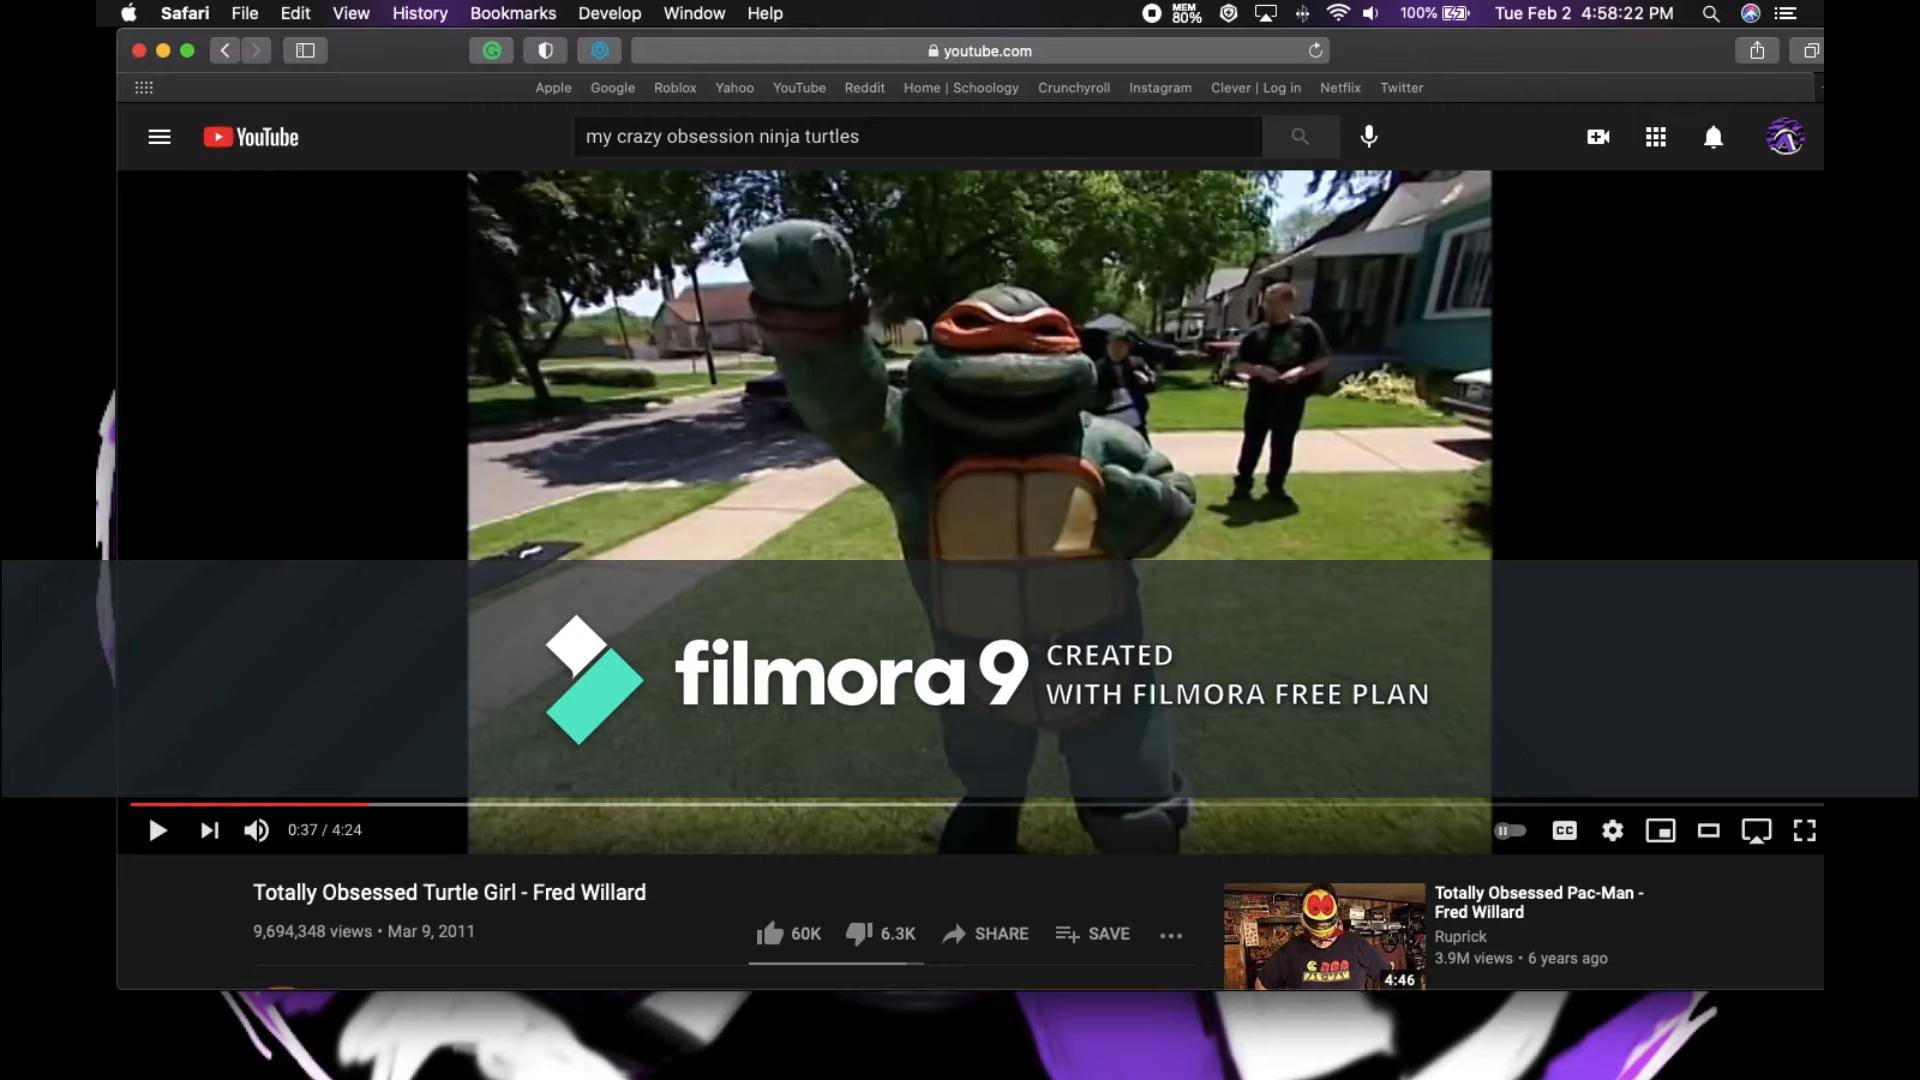 Safari File Edit View History Bookmarks Develop Window Help MEM 80% 100% Tue Feb 2 4:58:22 PM
youtube.com
Apple Google Roblox Yahoo YouTube Reddit Home | Schoology Crunchyroll Instagram Clever | Log in Netflix Twitter
YouTube
my crazy obsession ninja turtles
filmora9
CREATED
WITH FILMORA FREE PLAN
0:37 / 4:24
CC
Totally Obsessed Turtle Girl - Fred Willard
9,694,348 views • Mar 9, 2011
60K 6.3K SHARE SAVE
Totally Obsessed Pac-Man -
Fred Willard
Ruprick
3.9M views • 6 years ago
4:46